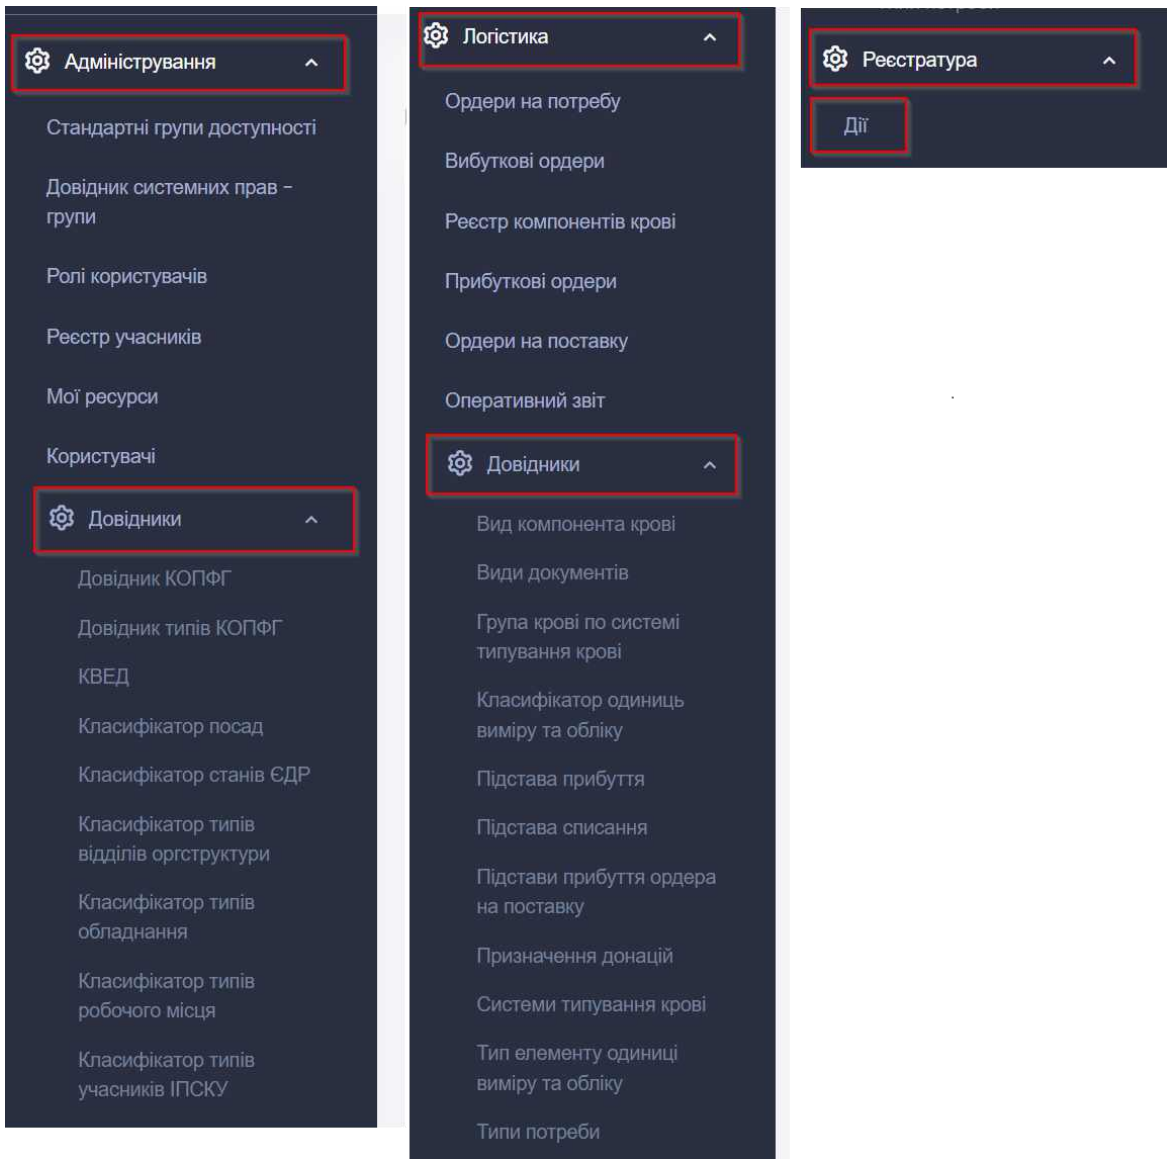 Адміністрування
Стандартні групи доступності
Довідник системних прав –
групи
Ролі користувачів
Реєстр учасників
Мої ресурси
Користувачі
Довідники
Довідник КОПФГ
Довідник типів КОПФГ
КВЕД
Класифікатор посад
Класифікатор станів ЄДР
Класифікатор типів
відділів оргструктури
Класифікатор типів
обладнання
Класифікатор типів
робочого місця
Класифікатор типів
учасників ІПСКУ
Логістика
Ордери на потребу
Вибуткові ордери
Реєстр компонентів крові
Прибуткові ордери
Ордери на поставку
Оперативний звіт
Довідники
Вид компонента крові
Види документів
Група крові по системі
типування крові
Класифікатор одиниць
виміру та обліку
Підстава прибуття
Підстава списання
Підстави прибуття ордера
на поставку
Призначення донацій
Системи типування крові
Тип елементу одиниці
виміру та обліку
Типи потреби
Реєстратура
Дії